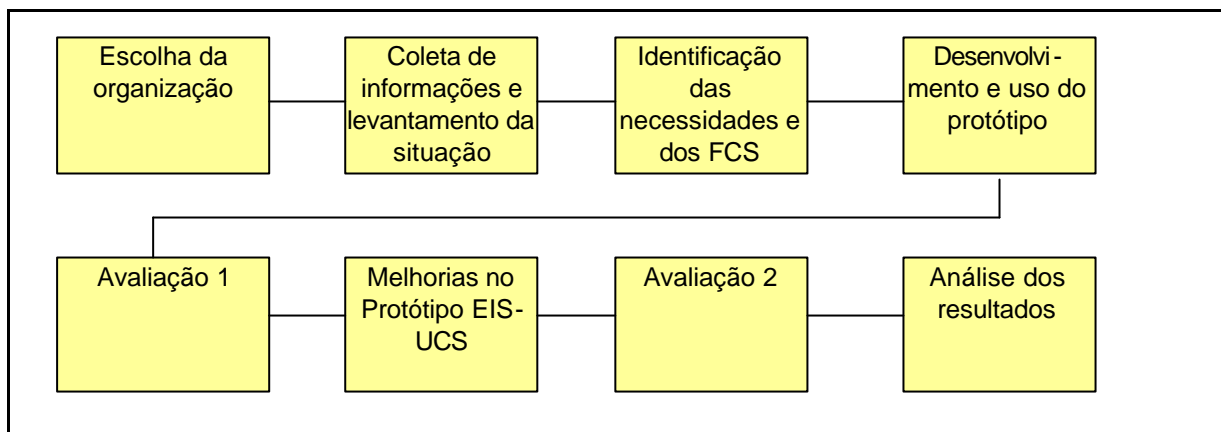 Escolha da
organização
Coleta de
informações e
levantamento da
situação
Identificação
das
necessidades e
dos FCS
Desenvolvi-
mento e uso do
protótipo
Avaliação 1
Melhorias no
Protótipo EIS-
UCS
Avaliação 2
Análise dos
resultados